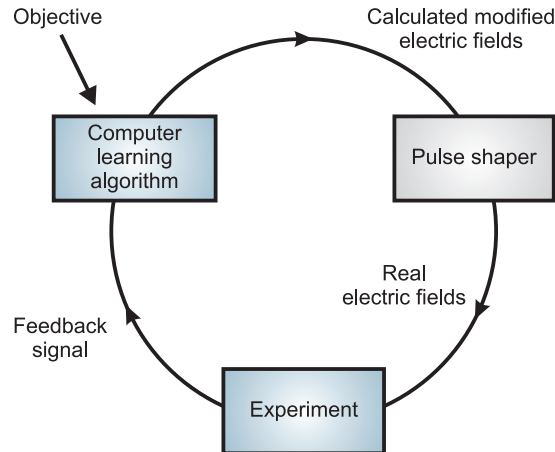 Objective
Calculated modified
electric fields
Computer
learning
algorithm
Pulse shaper
Real
electric fields
Feedback
signal
Experiment